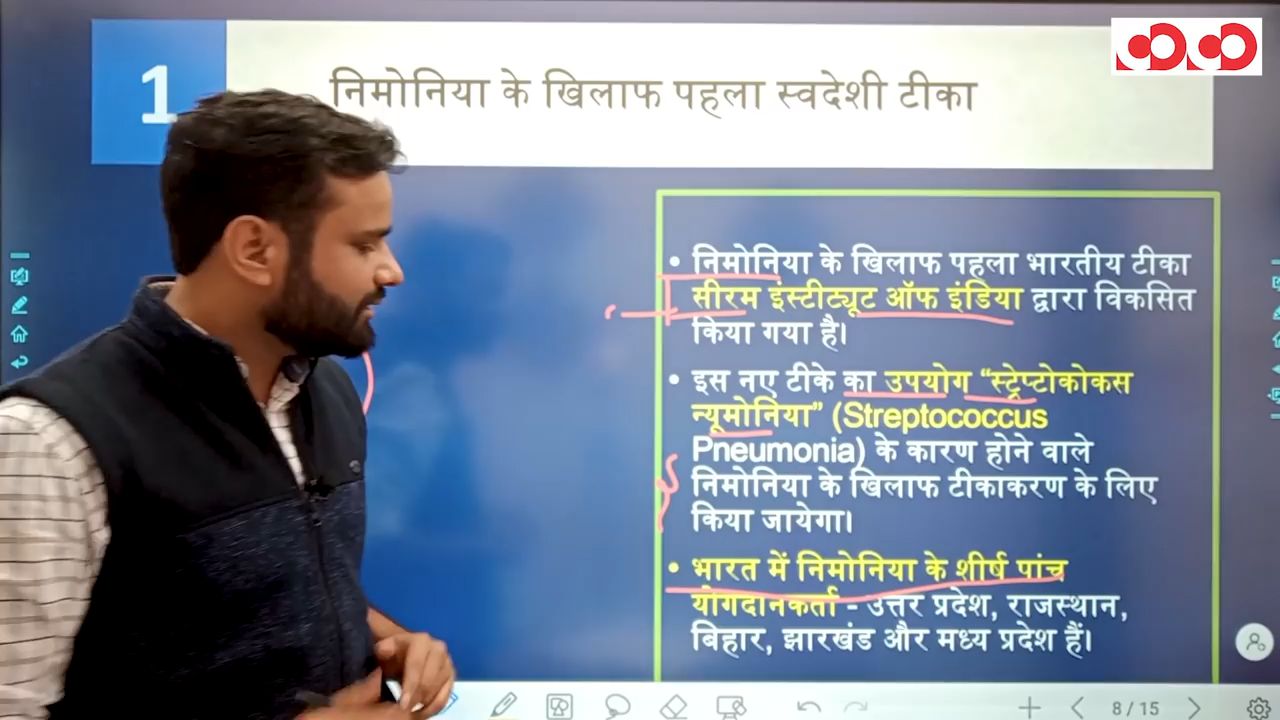 1
निमोनिया के खिलाफ पहला स्वदेशी टीका
• निमोनिया के खिलाफ पहला भारतीय टीका
सीरम इंस्टीट्यूट ऑफ इंडिया द्वारा विकसित
किया गया है।
• इस नए टीके का उपयोग “स्ट्रेप्टोकोकस
न्यूमोनिया” (Streptococcus
Pneumonia) के कारण होने वाले
निमोनिया के खिलाफ टीकाकरण के लिए
किया जायेगा।
• भारत में निमोनिया के शीर्ष पांच
योगदानकर्ता - उत्तर प्रदेश, राजस्थान,
बिहार, झारखंड और मध्य प्रदेश हैं।
8 / 15